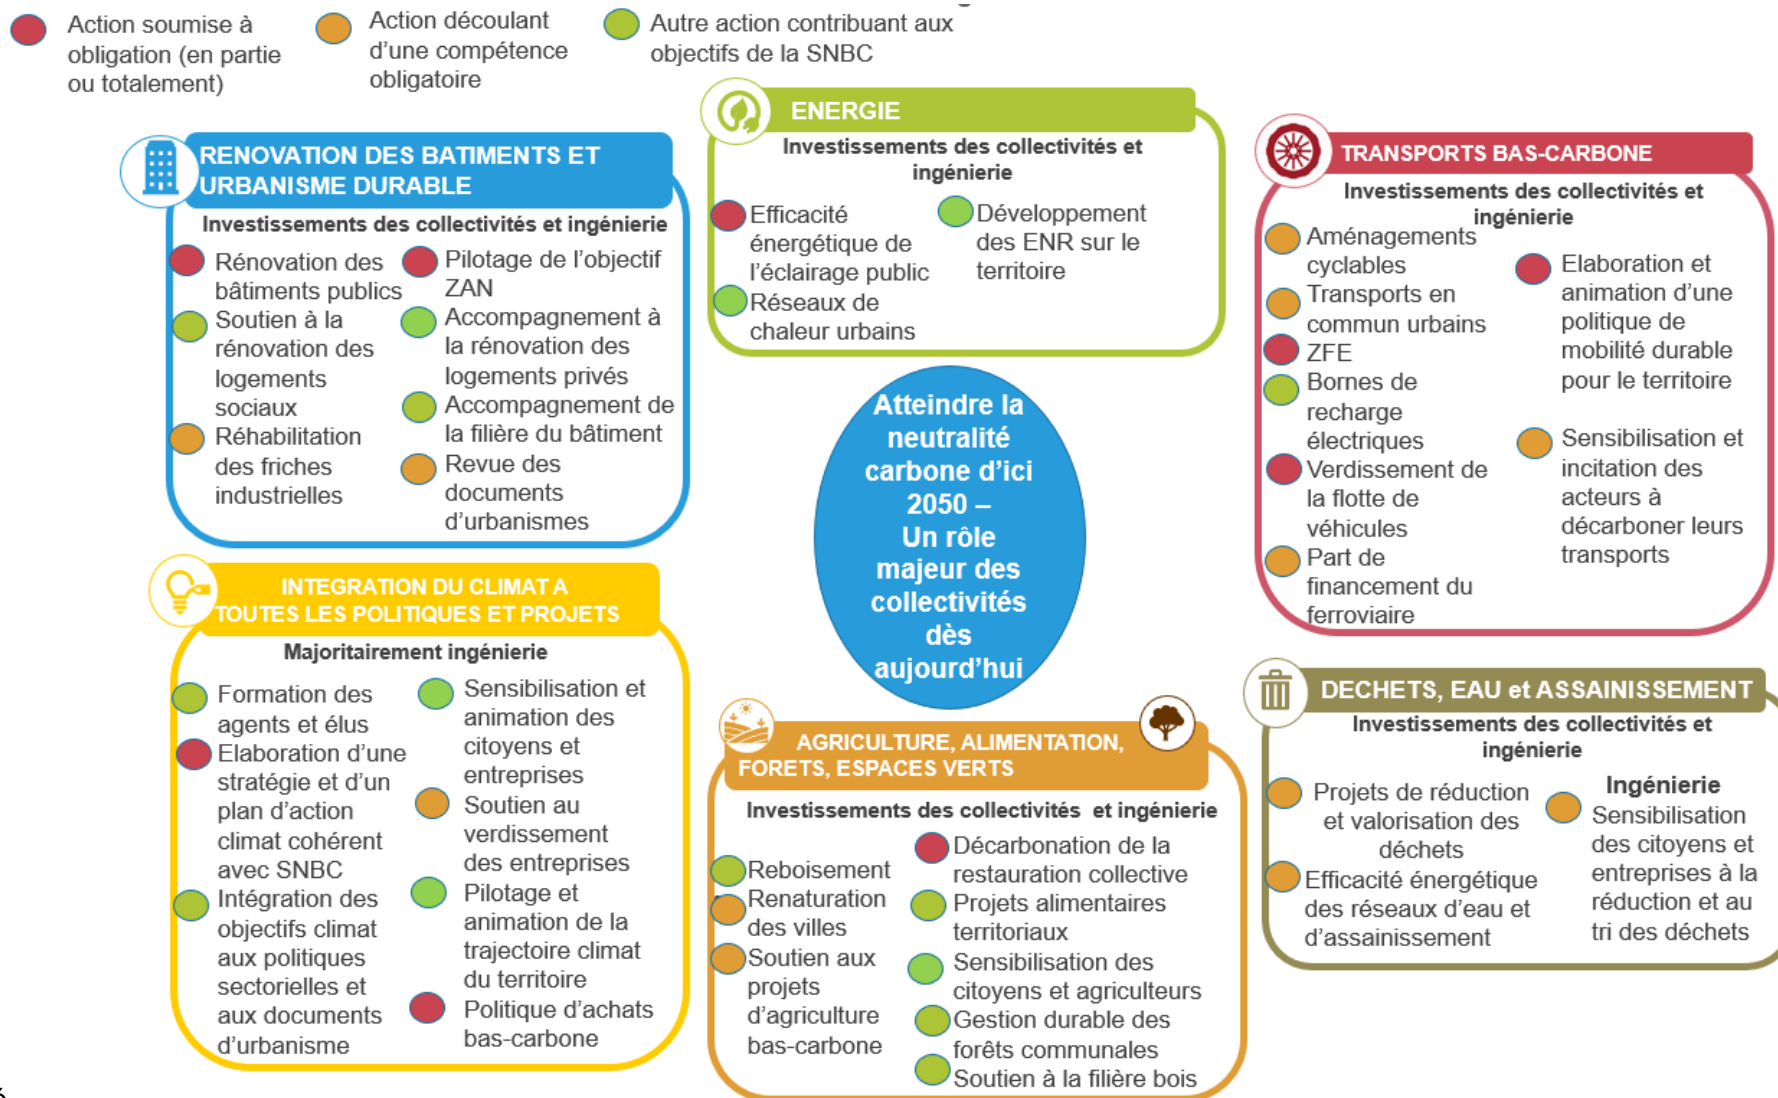 Action soumise à
obligation (en partie
ou totalement)
Action découlant
d’une compétence
obligatoire
Autre action contribuant aux
objectifs de la SNBC
RENOVATION DES BATIMENTS ET
URBANISME DURABLE
Investissements des collectivités et ingénierie
Rénovation des
bâtiments publics
Soutien à la
rénovation des
logements
sociaux
Réhabilitation
des friches
industrielles
Pilotage de l’objectif
ZAN
Accompagnement à
la rénovation des
logements privés
Accompagnement de
la filière du bâtiment
Revue des
documents
d’urbanismes
ENERGIE
Investissements des collectivités et
ingénierie
Efficacité
énergétique de
l’éclairage public
Réseaux de
chaleur urbains
Développement
des ENR sur le
territoire
TRANSPORTS BAS-CARBONE
Investissements des collectivités et
ingénierie
Aménagements
cyclables
Transports en
commun urbains
ZFE
Bornes de
recharge
électriques
Verdissement de
la flotte de
véhicules
Part de
financement du
ferroviaire
Elaboration et
animation d’une
politique de
mobilité durable
pour le territoire
Sensibilisation et
incitation des
acteurs à
décarboner leurs
transports
Atteindre la
neutralité
carbone d’ici
2050 –
Un rôle
majeur des
collectivités
dès
aujourd’hui
INTEGRATION DU CLIMAT A
TOUTES LES POLITIQUES ET PROJETS
Majoritairement ingénierie
Formation des
agents et élus
Elaboration d’une
stratégie et d’un
plan d’action
climat cohérent
avec SNBC
Intégration des
objectifs climat
aux politiques
sectorielles et
aux documents
d’urbanisme
Sensibilisation et
animation des
citoyens et
entreprises
Soutien au
verdissement
des entreprises
Pilotage et
animation de la
trajectoire climat
du territoire
Politique d’achats
bas-carbone
AGRICULTURE, ALIMENTATION,
FORETS, ESPACES VERTS
Investissements des collectivités et ingénierie
Reboisement
Renaturation
des villes
Soutien aux
projets
d’agriculture
bas-carbone
Décarbonation de la
restauration collective
Projets alimentaires
territoriaux
Sensibilisation des
citoyens et agriculteurs
Gestion durable des
forêts communales
Soutien à la filière bois
DECHETS, EAU et ASSAINISSEMENT
Investissements des collectivités et
ingénierie
Projets de réduction
et valorisation des
déchets
Efficacité énergétique
des réseaux d’eau et
d’assainissement
Ingénierie
Sensibilisation
des citoyens et
entreprises à la
réduction et au
tri des déchets